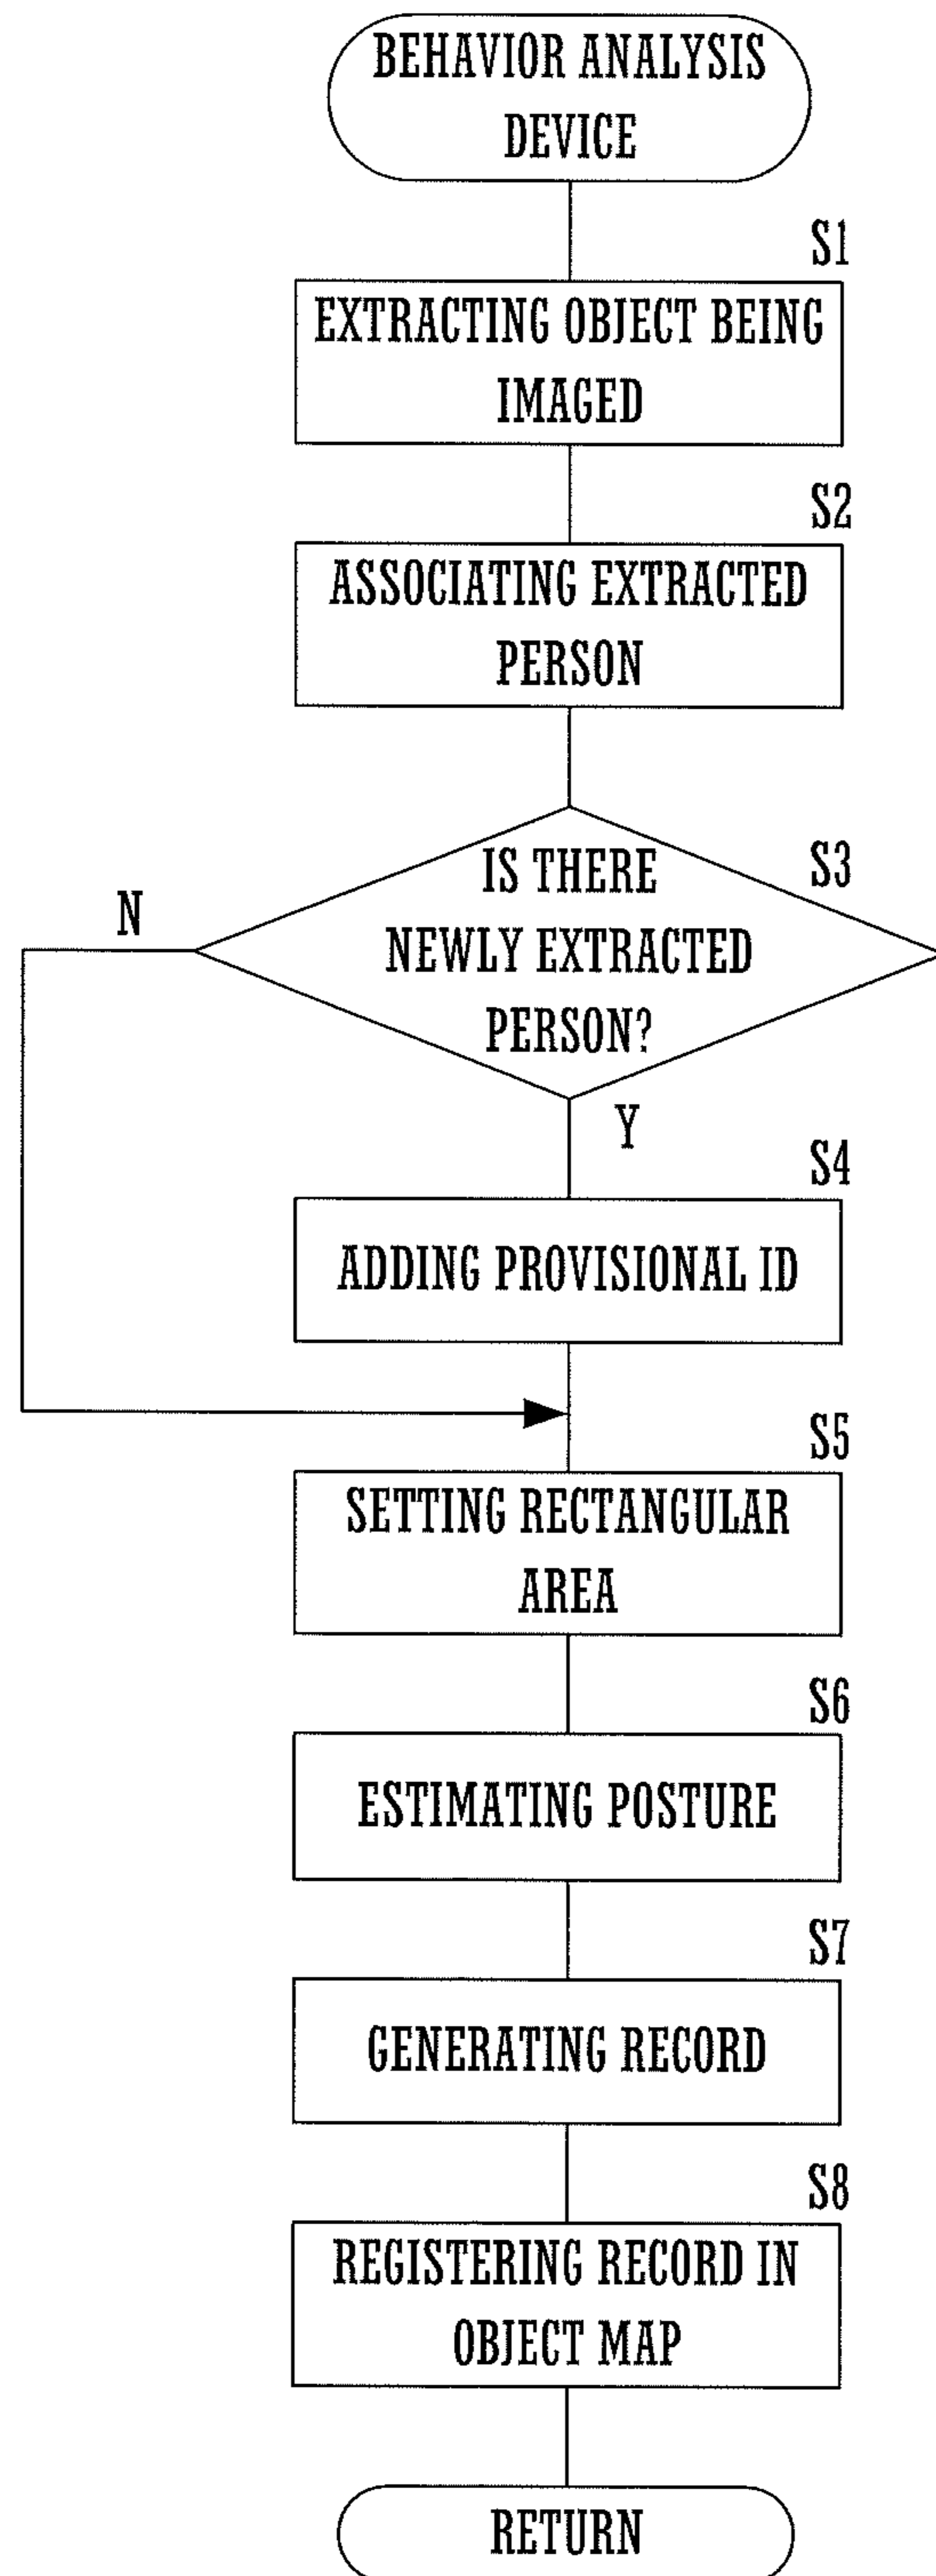 BEHAVIOR ANALYSIS
DEVICE
S1
EXTRACTING OBJECT BEING
IMAGED
S2
ASSOCIATING EXTRACTED
PERSON
S3
IS THERE
NEWLY EXTRACTED
PERSON?
N
Y
S4
ADDING PROVISIONAL ID
S5
SETTING RECTANGULAR
AREA
S6
ESTIMATING POSTURE
S7
GENERATING RECORD
S8
REGISTERING RECORD IN
OBJECT MAP
RETURN